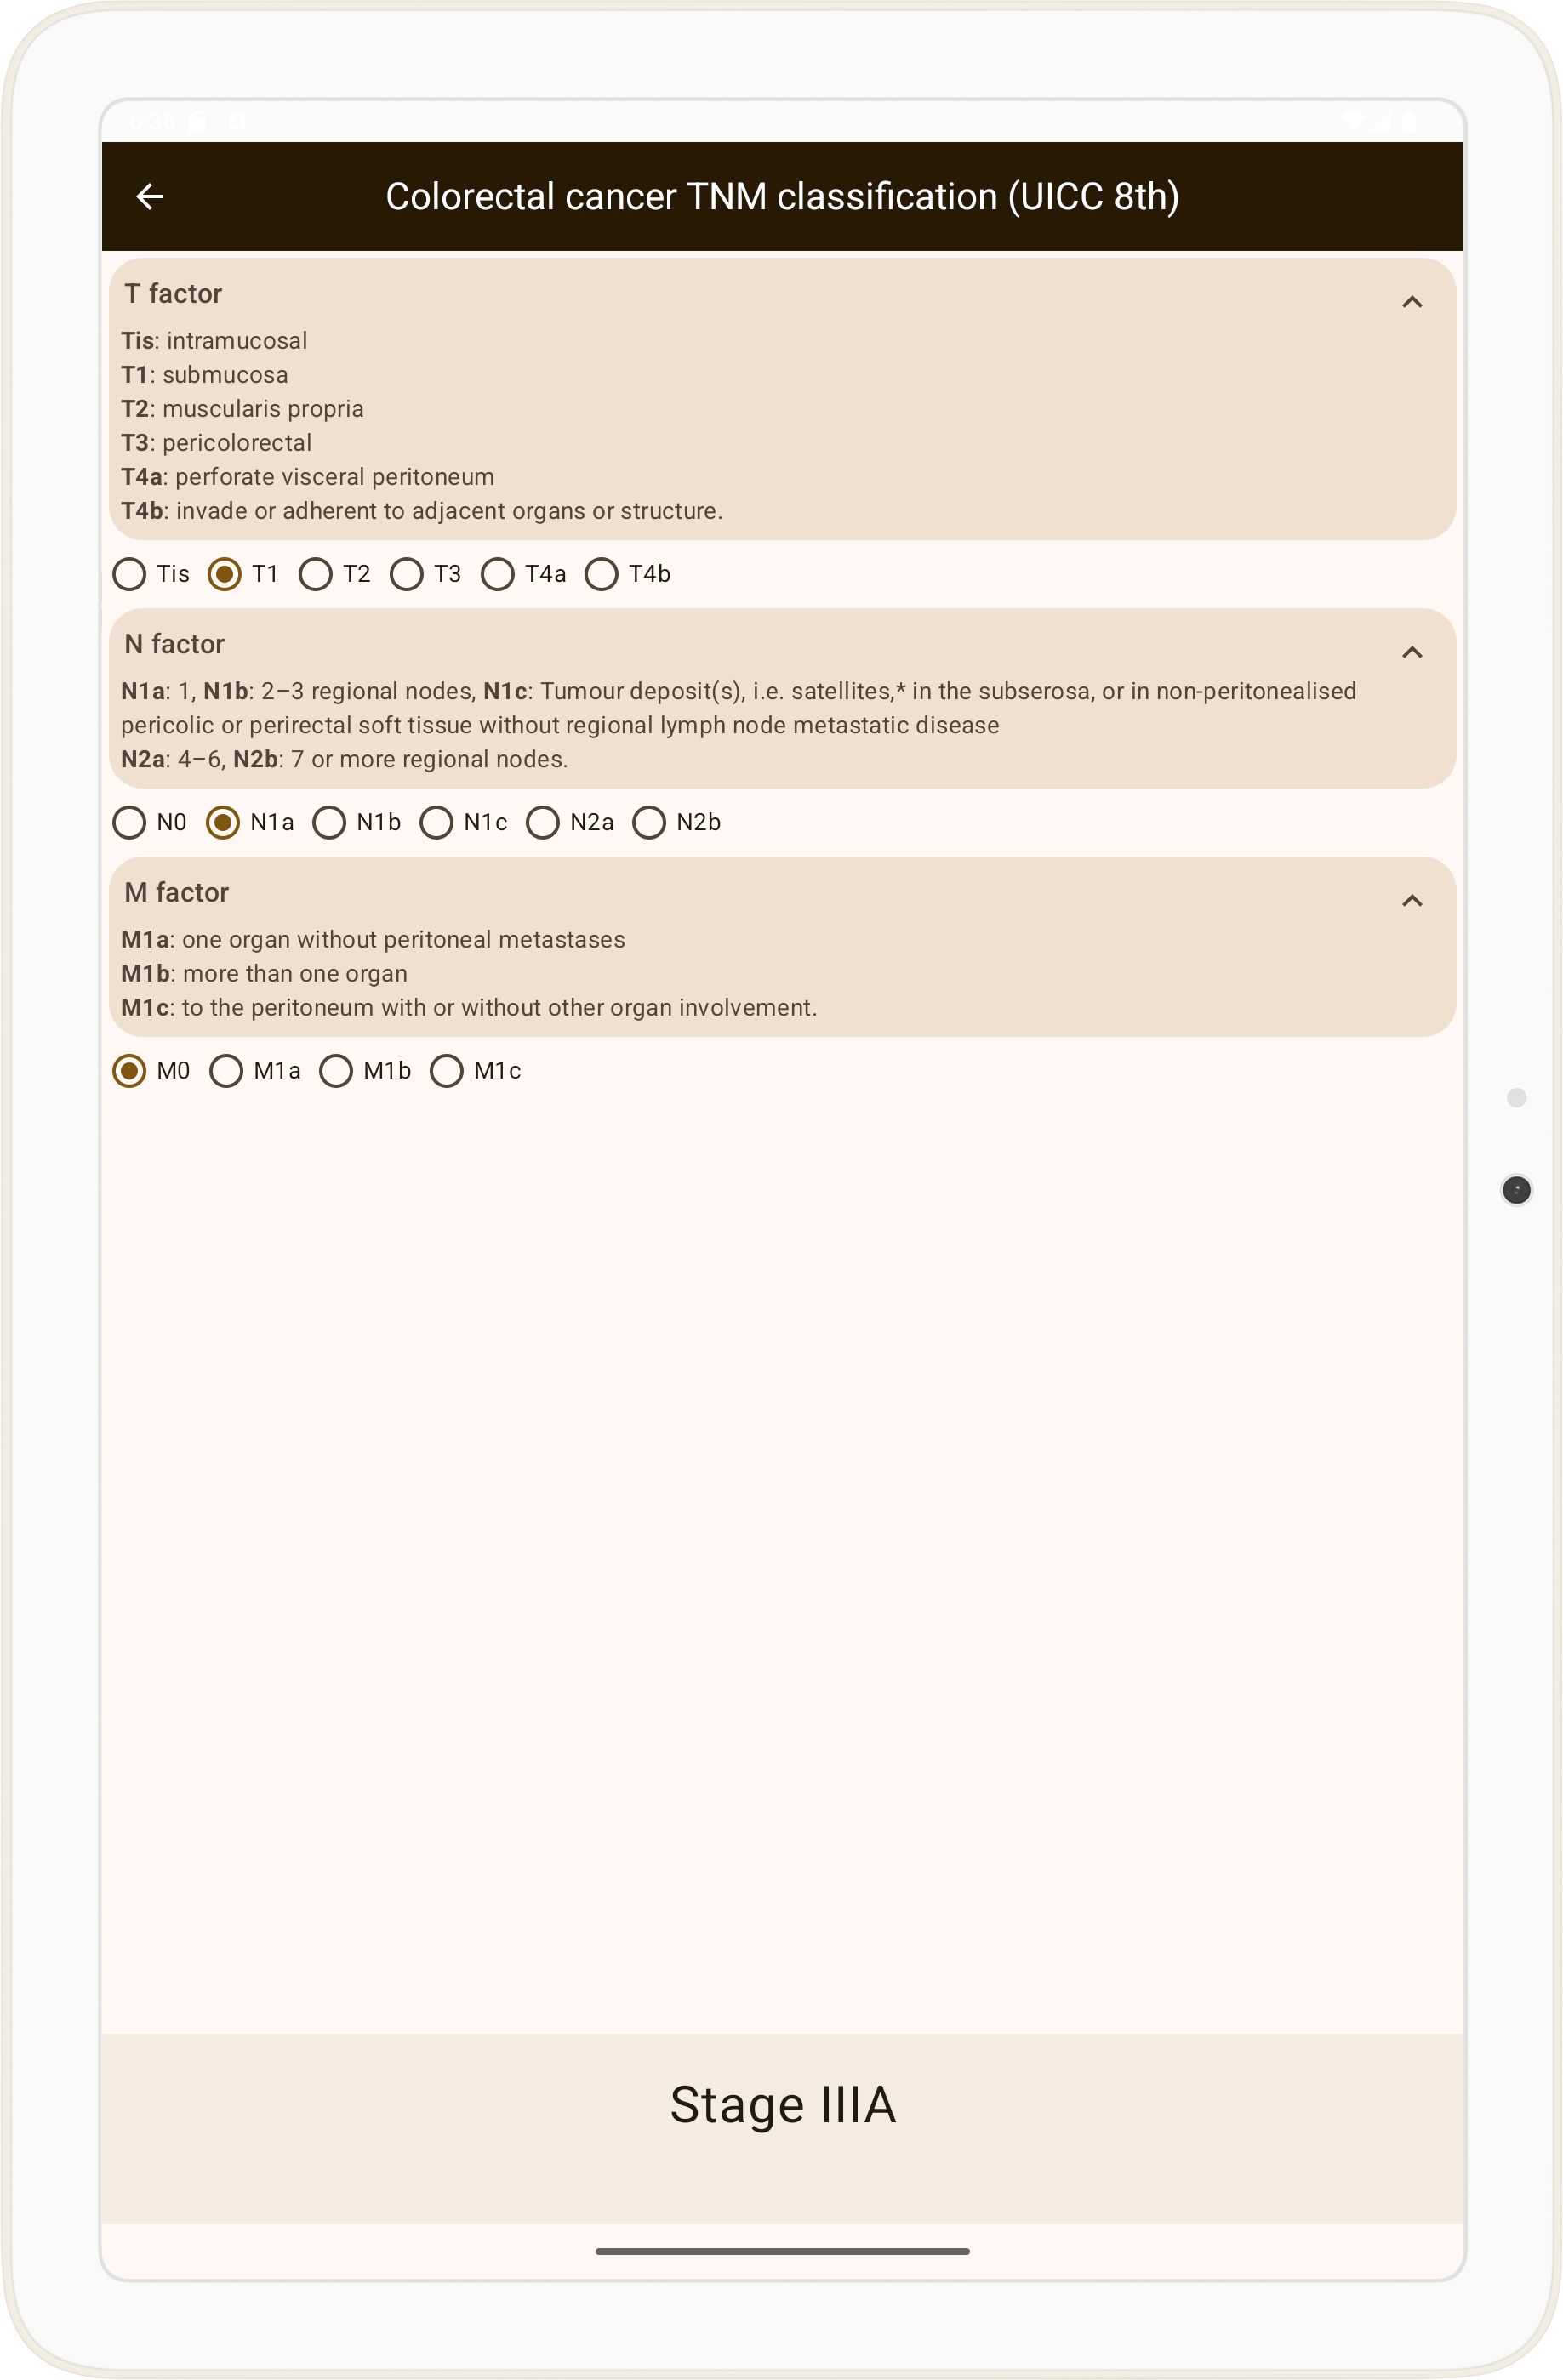 6:36
Colorectal cancer TNM classification (UICC 8th)
T factor
Tis: intramucosal
T1: submucosa
T2: muscularis propria
T3: pericolorectal
T4a: perforate visceral peritoneum
T4b: invade or adherent to adjacent organs or structure.
Tis T1 T2 T3 T4a T4b
N factor
N1a: 1, N1b: 2–3 regional nodes, N1c: Tumour deposit(s), i.e. satellites,* in the subserosa, or in non-peritonealised
pericolic or perirectal soft tissue without regional lymph node metastatic disease
N2a: 4–6, N2b: 7 or more regional nodes.
N0 N1a N1b N1c N2a N2b
M factor
M1a: one organ without peritoneal metastases
M1b: more than one organ
M1c: to the peritoneum with or without other organ involvement.
M0 M1a M1b M1c
Stage IIIA